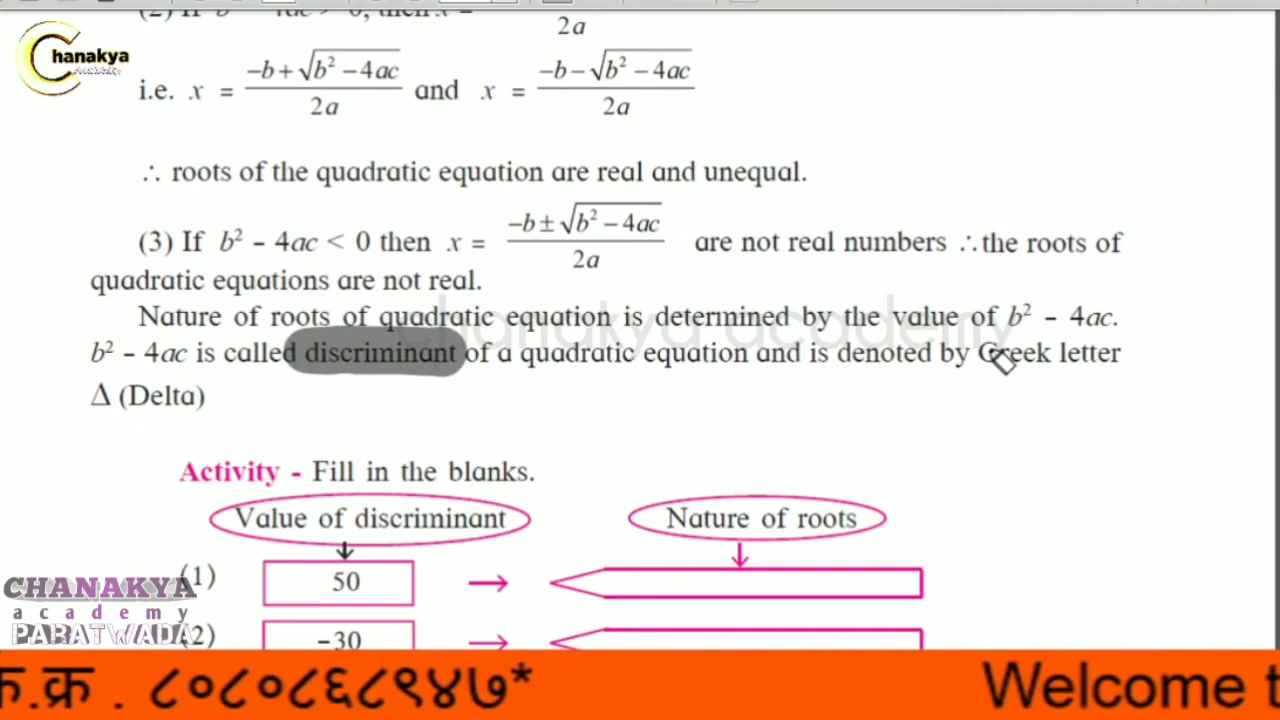 2a
Chanakya
i.e. x = (−b + √(b² − 4ac)) / 2a and x = (−b − √(b² − 4ac)) / 2a
∴ roots of the quadratic equation are real and unequal.
(3) If b² - 4ac < 0 then x = (−b ± √(b² − 4ac)) / 2a are not real numbers ∴the roots of
quadratic equations are not real.
chanakya academy
Nature of roots of quadratic equation is determined by the value of b² - 4ac.
b² - 4ac is called discriminant of a quadratic equation and is denoted by Greek letter
Δ (Delta)
Activity - Fill in the blanks.
Value of discriminant Nature of roots
(1) 50
CHANAKYA
academy
PARATWADA
(2) -30
क.क्र . ८०८०८६८९४७* Welcome t